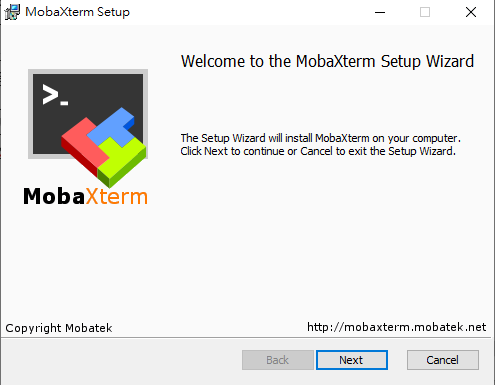 MobaXterm Setup
Welcome to the MobaXterm Setup Wizard
>_
The Setup Wizard will install MobaXterm on your computer.
Click Next to continue or Cancel to exit the Setup Wizard.
MobaXterm
Copyright Mobatek
http://mobaxterm.mobatek.net
Back
Next
Cancel